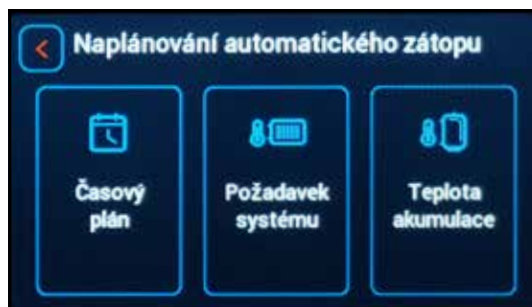 Naplánování automatického zátopu
Časový
plán
Požadavek
systému
Teplota
akumulace